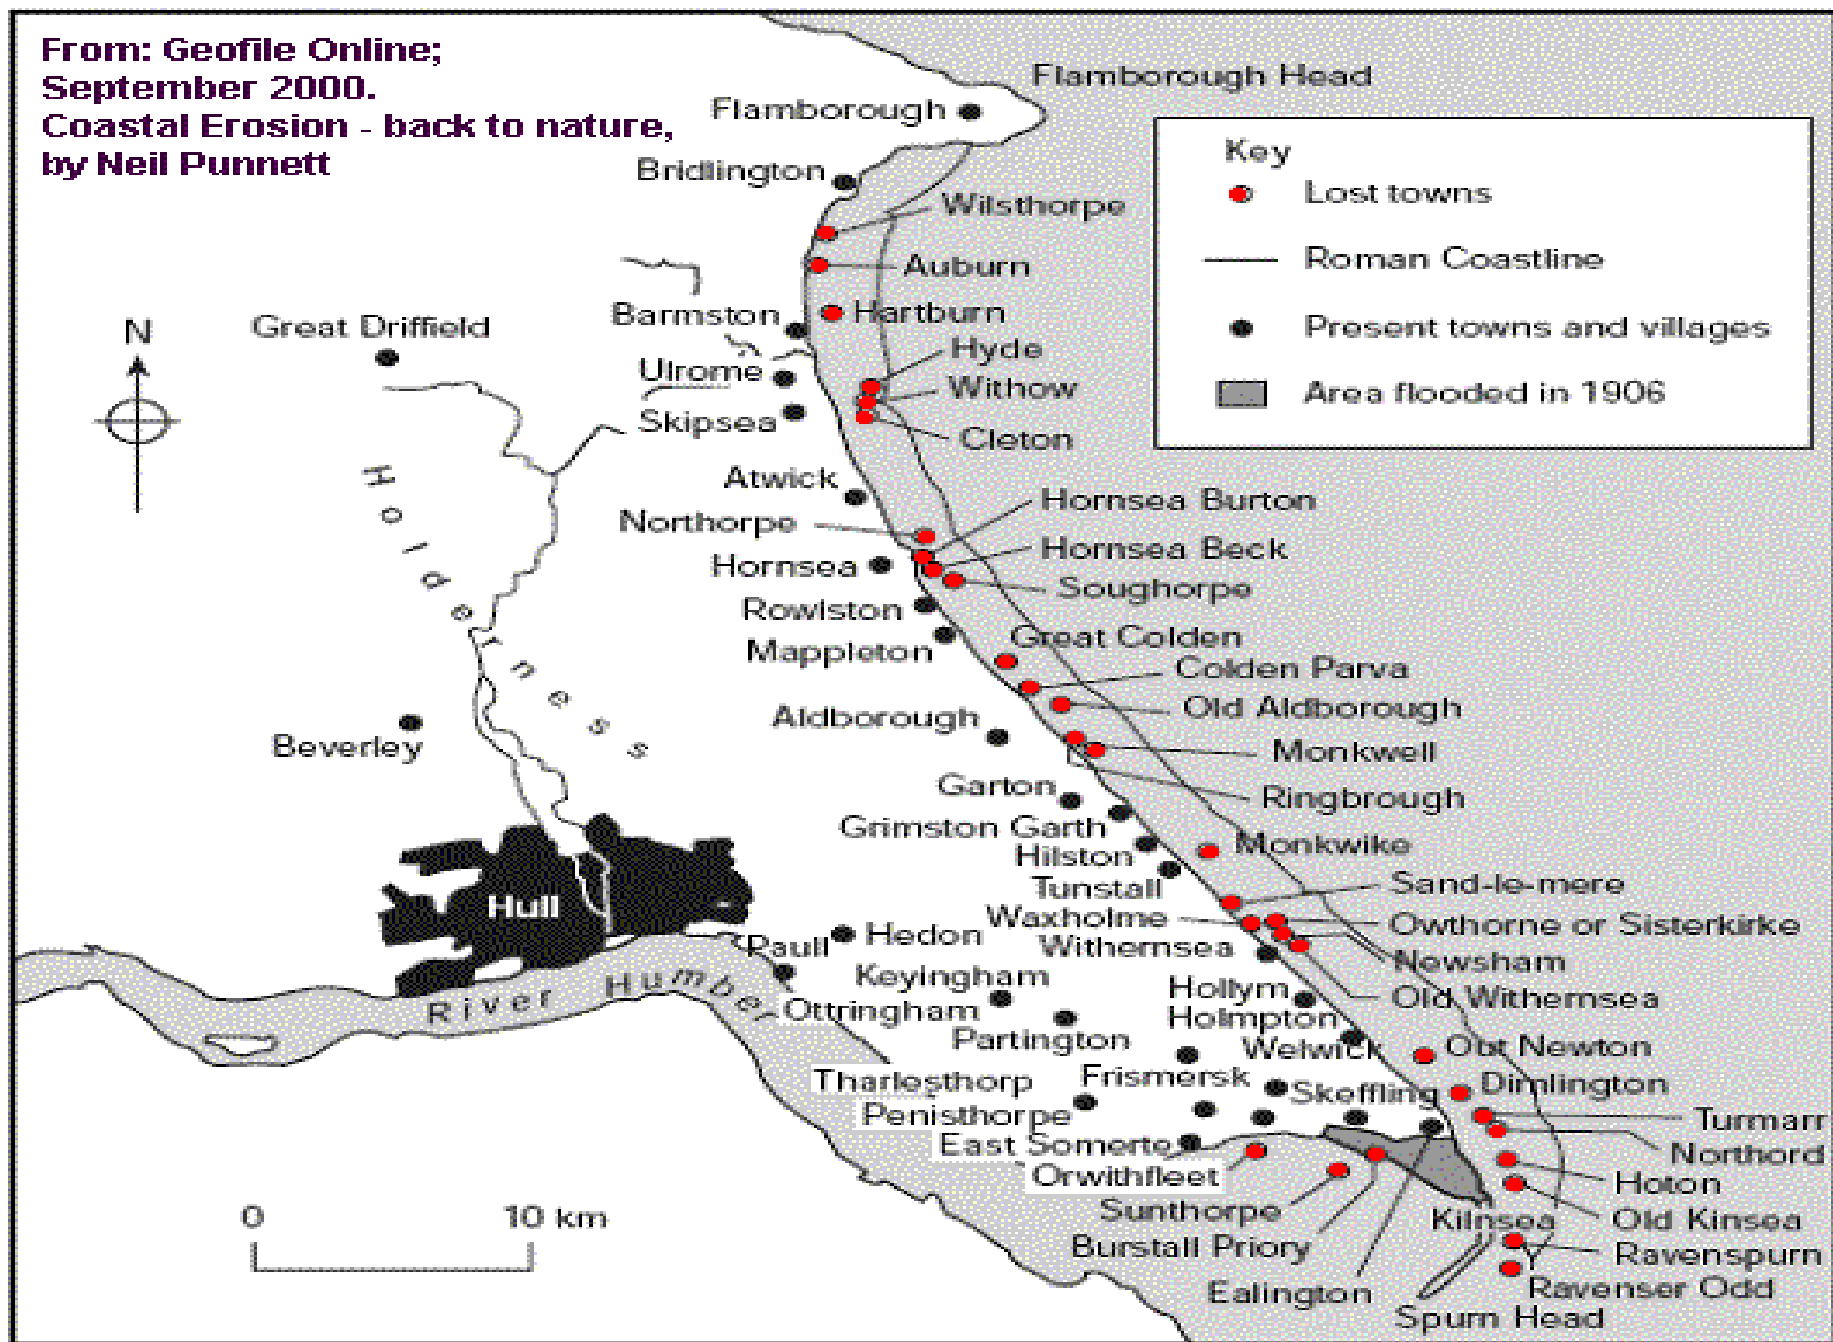 From: Geofile Online;
September 2000.
Coastal Erosion - back to nature,
by Neil Punnett
Flamborough Head
Flamborough
Bridlington
Key
Lost towns
Roman Coastline
Present towns and villages
Area flooded in 1906
Wilsthorpe
Auburn
Hartburn
Barmston
N
Great Driffield
Hyde
Ulrome
Withow
Skipsea
Cleton
Atwick
Hornsea Burton
Northorpe
Hornsea Beck
Hornsea
Soughorpe
Rowlston
Great Colden
Mappleton
Colden Parva
Old Aldborough
Aldborough
Holderness
Beverley
Monkwell
Garton
Ringbrough
Grimston Garth
Monkwike
Hilston
Tunstall
Sand-le-mere
Hull
Waxholme
Owthorne or Sisterkirke
Paull
Hedon
Withernsea
Newsham
Keyingham
Hollym
Old Withernsea
River Humber
Ottringham
Holmpton
Partington
Welwick
Obt Newton
Tharlesthorp
Frismersk
Skeffling
Dimlington
Penisthorpe
Turmarr
East Somerte
Northord
Orwithfleet
Hoton
Sunthorpe
Kilnsea
Old Kinsea
Burstall Priory
Ravenspurn
Ealington
Ravenser Odd
Spurn Head
0 10 km